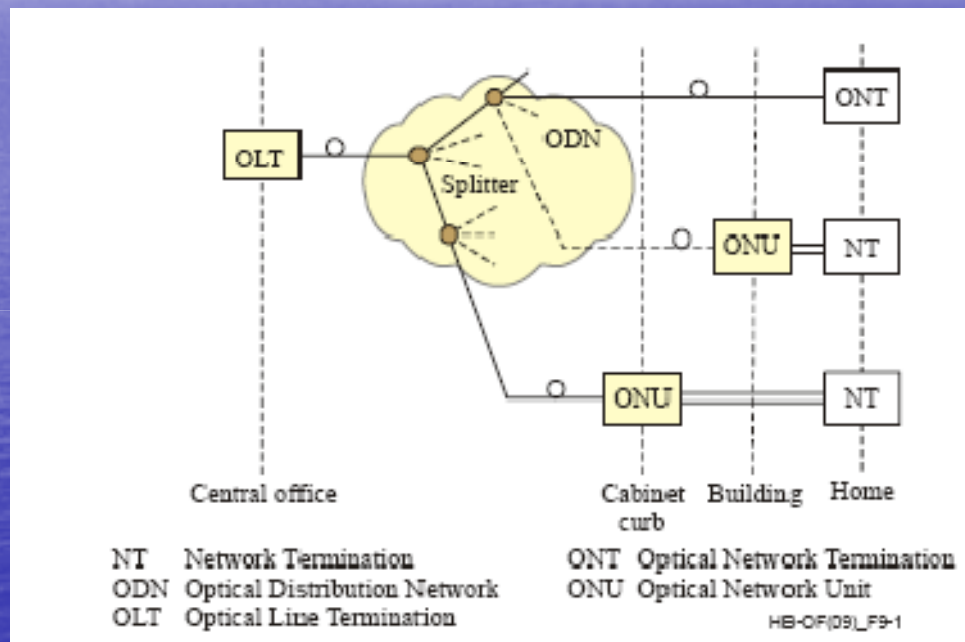 ONT
ODN
OLT
Splitter
ONU
NT
ONU
NT
Central office
Cabinet curb
Building
Home
NT Network Termination
ODN Optical Distribution Network
OLT Optical Line Termination
ONT Optical Network Termination
ONU Optical Network Unit
HB-OF(09)_F9-1